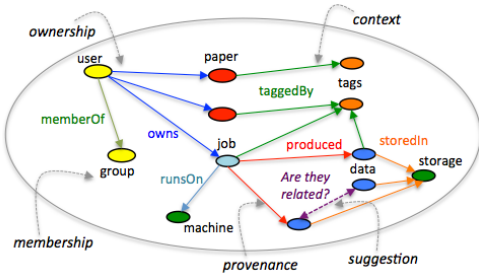 ownership
context
user
paper
tags
taggedBy
memberOf
owns
job
produced
storedIn
group
runsOn
Are they
related?
data
storage
machine
membership
provenance
suggestion